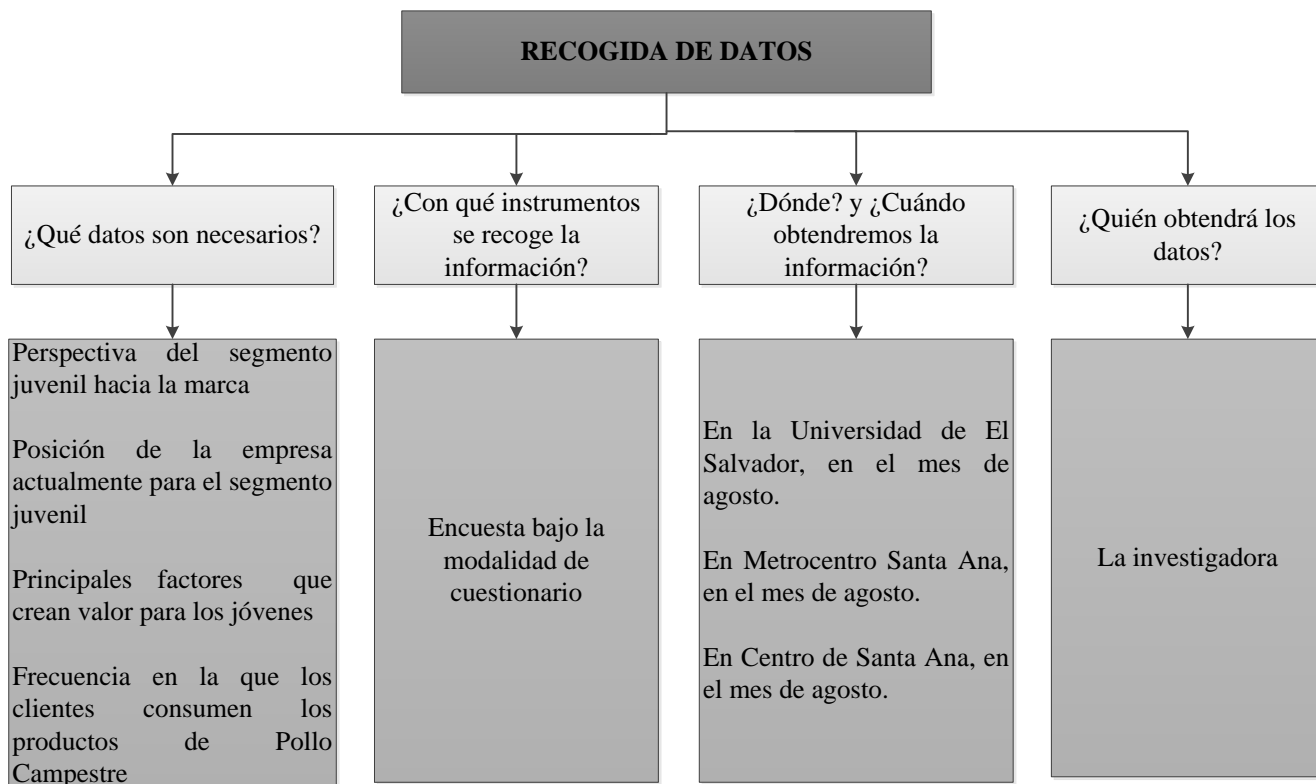 RECOGIDA DE DATOS
¿Qué datos son necesarios?
¿Con qué instrumentos
se recoge la
información?
¿Dónde? y ¿Cuándo
obtendremos la
información?
¿Quién obtendrá los
datos?
Perspectiva del segmento
juvenil hacia la marca
Posición de la empresa
actualmente para el segmento
juvenil
Principales factores que
crean valor para los jóvenes
Frecuencia en la que los
clientes consumen los
productos de Pollo
Campestre
Encuesta bajo la
modalidad de
cuestionario
En la Universidad de El
Salvador, en el mes de
agosto.
En Metrocentro Santa Ana,
en el mes de agosto.
En Centro de Santa Ana, en
el mes de agosto.
La investigadora